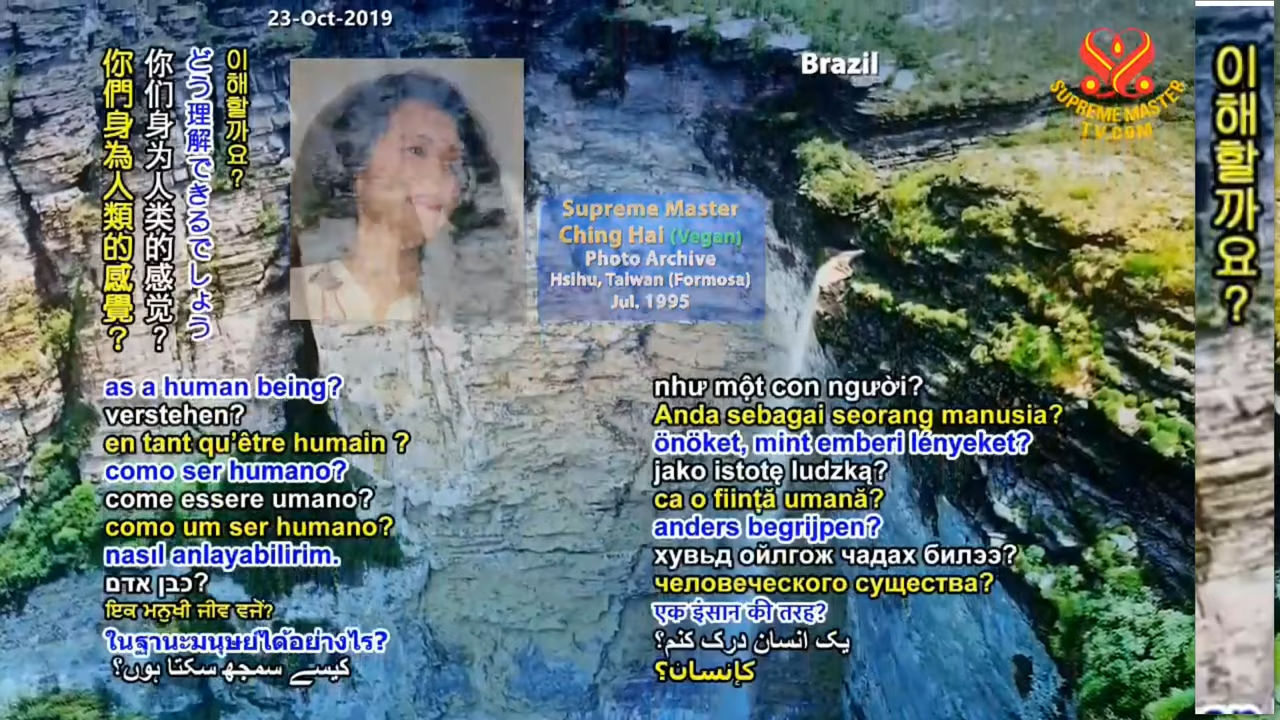 23-Oct-2019
Brazil
SUPREME MASTER
TV.COM
이해할까요?
どう理解できるでしょう
你们身为人类的感觉?
你們身為人類的感覺?
Supreme Master
Ching Hai (Vegan)
Photo Archive
Hsihu, Taiwan (Formosa)
Jul. 1995
as a human being?
verstehen?
en tant qu’être humain ?
como ser humano?
come essere umano?
como um ser humano?
nasıl anlayabilirim.
כבן אדם?
ਇਕ ਮਨੁਖੀ ਜੀਵ ਵਜੋਂ?
ในฐานะมนุษย์ได้อย่างไร?
کیسے سمجھ سکتا ہوں؟
như một con người?
Anda sebagai seorang manusia?
önöket, mint emberi lényeket?
jako istotę ludzką?
ca o ființă umană?
anders begrijpen?
хувьд ойлгож чадах билээ?
человеческого существа?
एक इंसान की तरह?
یک انسان درک کنم؟
كإنسان؟
이해할까요?